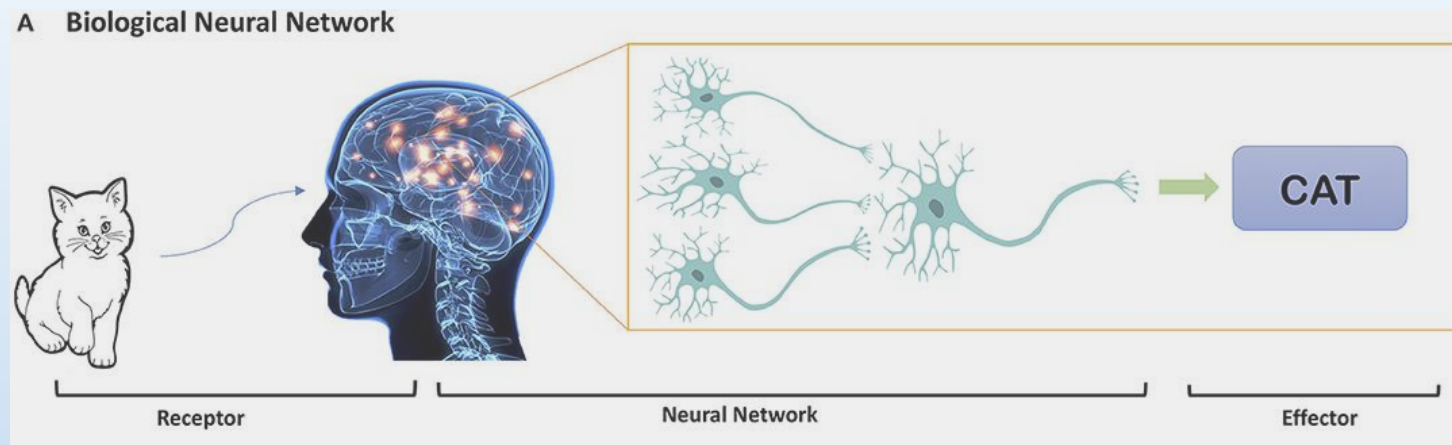 A Biological Neural Network
CAT
Receptor
Neural Network
Effector